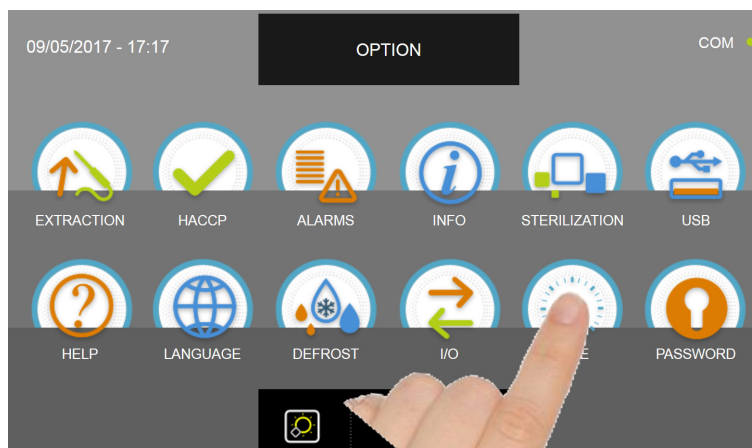 09/05/2017 - 17:17
OPTION
COM
EXTRACTION
HACCP
ALARMS
INFO
STERILIZATION
USB
HELP
LANGUAGE
DEFROST
I/O
PASSWORD